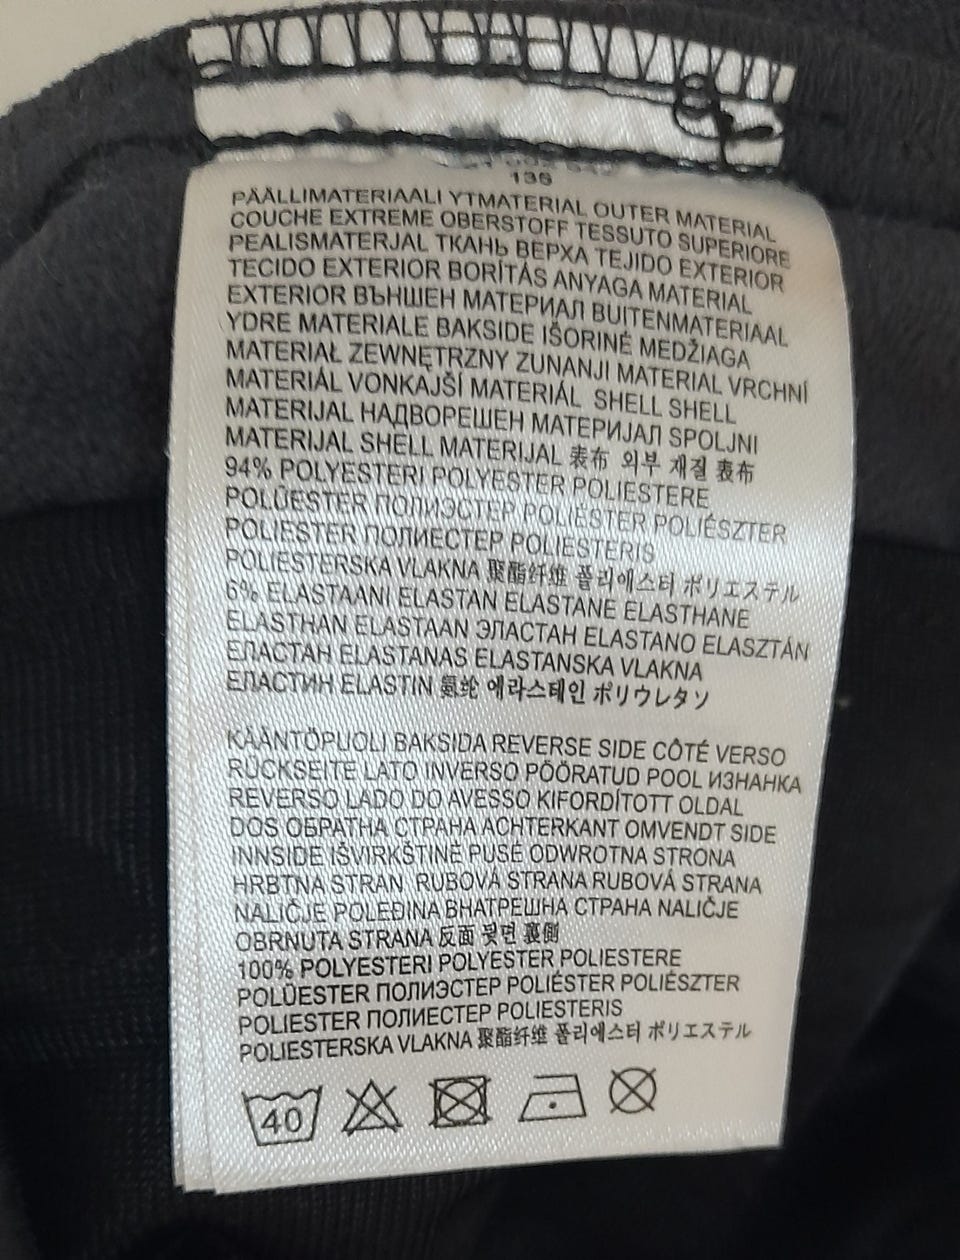 136
PÄÄLLIMATERIAALI YTMATERIAL OUTER MATERIAL
COUCHE EXTREME OBERSTOFF TESSUTO SUPERIORE
PEALISMATERJAL ТКАНЬ ВЕРХА TEJIDO EXTERIOR
TECIDO EXTERIOR BORÍTÁS ANYAGA MATERIAL
EXTERIOR ВЪНШЕН МАТЕРИАЛ BUITENMATERIAAL
YDRE MATERIALE BAKSIDE IŠORINĖ MEDŽIAGA
MATERIAŁ ZEWNĘTRZNY ZUNANJI MATERIAL VRCHNÍ
MATERIÁL VONKAJŠÍ MATERIÁL SHELL SHELL
MATERIJAL НАДВОРЕШЕН МАТЕРИЈАЛ SPOLJNI
MATERIJAL SHELL MATERIJAL 表布 외부 재질 表布
94% POLYESTERI POLYESTER POLIESTERE
POLÜESTER ПОЛИЭСТЕР POLIÉSTER POLIÉSZTER
POLIESTER ПОЛИЕСТЕР POLIESTERIS
POLIESTERSKA VLAKNA 聚酯纤维 폴리에스터 ポリエステル
6% ELASTAANI ELASTAN ELASTANE ELASTHANE
ELASTHAN ELASTAAN ЭЛАСТАН ELASTANO ELASZTÁN
ЕЛАСТАН ELASTANAS ELASTANSKA VLAKNA
ЕЛАСТИН ELASTIN 氨纶 에라스테인 ポリウレタソ
KÄÄNTÖPUOLI BAKSIDA REVERSE SIDE CÔTÉ VERSO
RÜCKSEITE LATO INVERSO PÖÖRATUD POOL ИЗНАНКА
REVERSO LADO DO AVESSO KIFORDÍTOTT OLDAL
DOS ОБРАТНА СТРАНА ACHTERKANT OMVENDT SIDE
INNSIDE IŠVIRKŠTINĖ PUSĖ ODWROTNA STRONA
HRBTNA STRAN RUBOVÁ STRANA RUBOVÁ STRANA
NALIČJE POLEĐINA ВНАТРЕШНА СТРАНА NALIČJE
OBRNUTA STRANA 反面 뒷면 裏側
100% POLYESTERI POLYESTER POLIESTERE
POLÜESTER ПОЛИЭСТЕР POLIÉSTER POLIÉSZTER
POLIESTER ПОЛИЕСТЕР POLIESTERIS
POLIESTERSKA VLAKNA 聚酯纤维 폴리에스터 ポリエステル
40